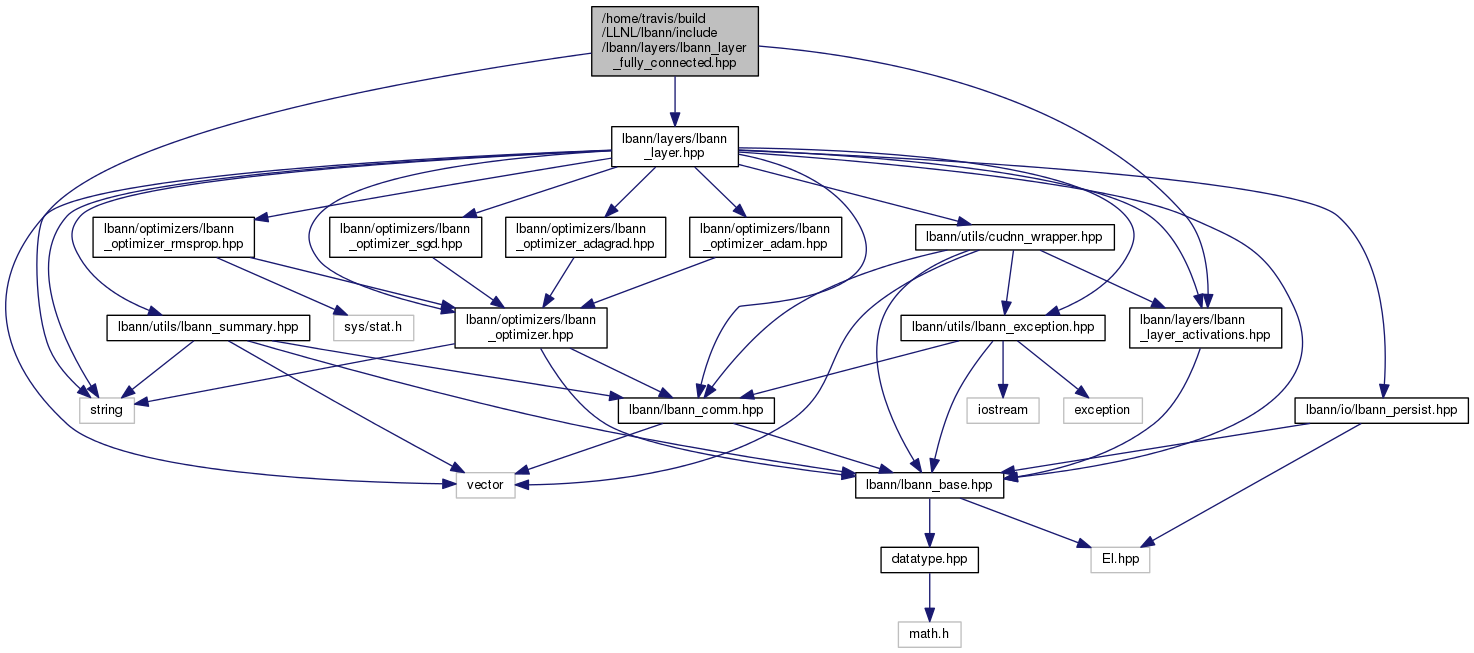 /home/travis/build
/LLNL/lbann/include
/lbann/layers/lbann_layer
_fully_connected.hpp
lbann/layers/lbann
_layer.hpp
lbann/optimizers/lbann
_optimizer_rmsprop.hpp
lbann/optimizers/lbann
_optimizer_sgd.hpp
lbann/optimizers/lbann
_optimizer_adagrad.hpp
lbann/optimizers/lbann
_optimizer_adam.hpp
lbann/utils/cudnn_wrapper.hpp
lbann/utils/lbann_summary.hpp
sys/stat.h
lbann/optimizers/lbann
_optimizer.hpp
lbann/utils/lbann_exception.hpp
lbann/layers/lbann
_layer_activations.hpp
string
lbann/lbann_comm.hpp
iostream
exception
lbann/io/lbann_persist.hpp
vector
lbann/lbann_base.hpp
datatype.hpp
El.hpp
math.h